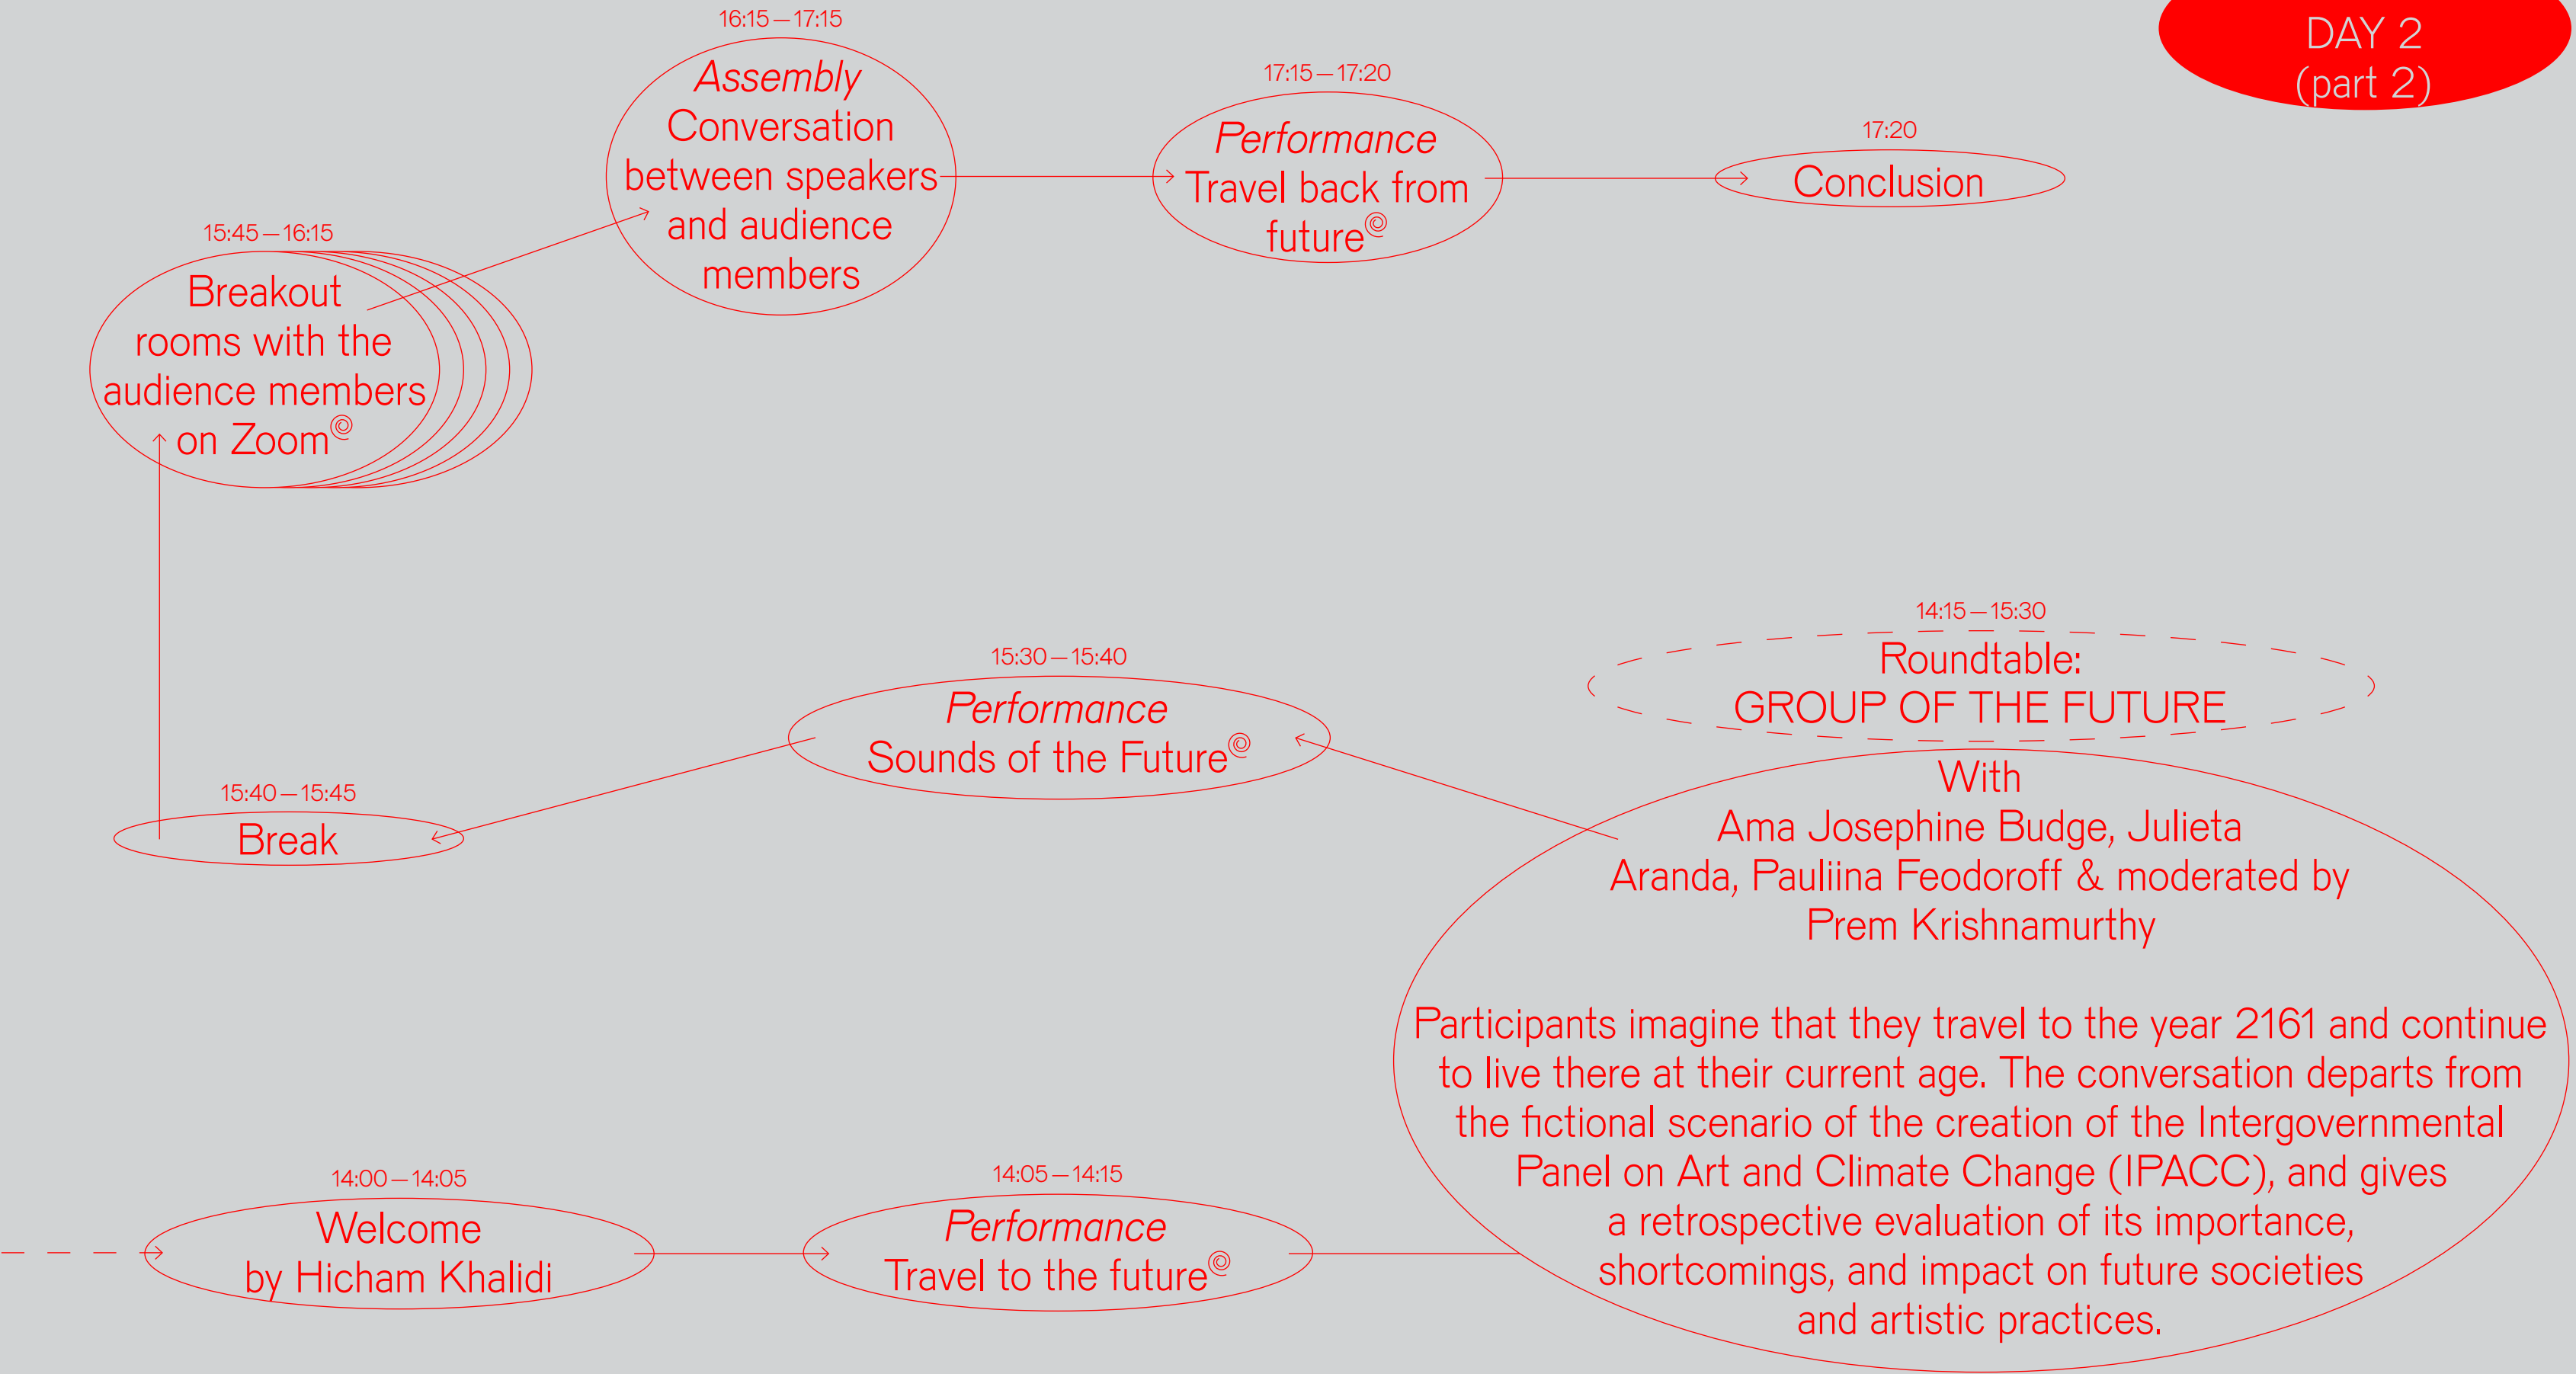 DAY 2
(part 2)
14:00—14:05
Welcome
by Hicham Khalidi
14:05—14:15
Performance
Travel to the future
14:15—15:30
Roundtable:
GROUP OF THE FUTURE
With
Ama Josephine Budge, Julieta
Aranda, Pauliina Feodoroff & moderated by
Prem Krishnamurthy
Participants imagine that they travel to the year 2161 and continue
to live there at their current age. The conversation departs from
the fictional scenario of the creation of the Intergovernmental
Panel on Art and Climate Change (IPACC), and gives
a retrospective evaluation of its importance,
shortcomings, and impact on future societies
and artistic practices.
15:30—15:40
Performance
Sounds of the Future
15:40—15:45
Break
15:45—16:15
Breakout
rooms with the
audience members
on Zoom
16:15—17:15
Assembly
Conversation
between speakers
and audience
members
17:15—17:20
Performance
Travel back from
future
17:20
Conclusion